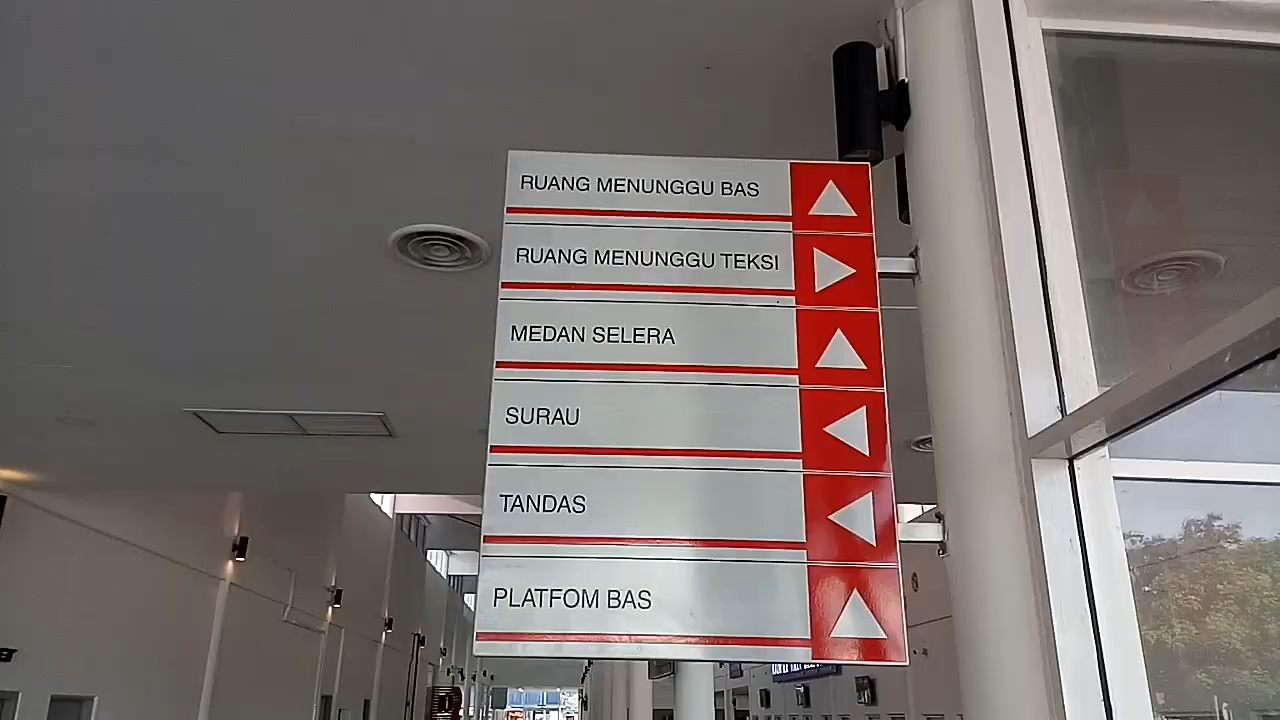 RUANG MENUNGGU BAS
RUANG MENUNGGU TEKSI
MEDAN SELERA
SURAU
TANDAS
PLATFOM BAS